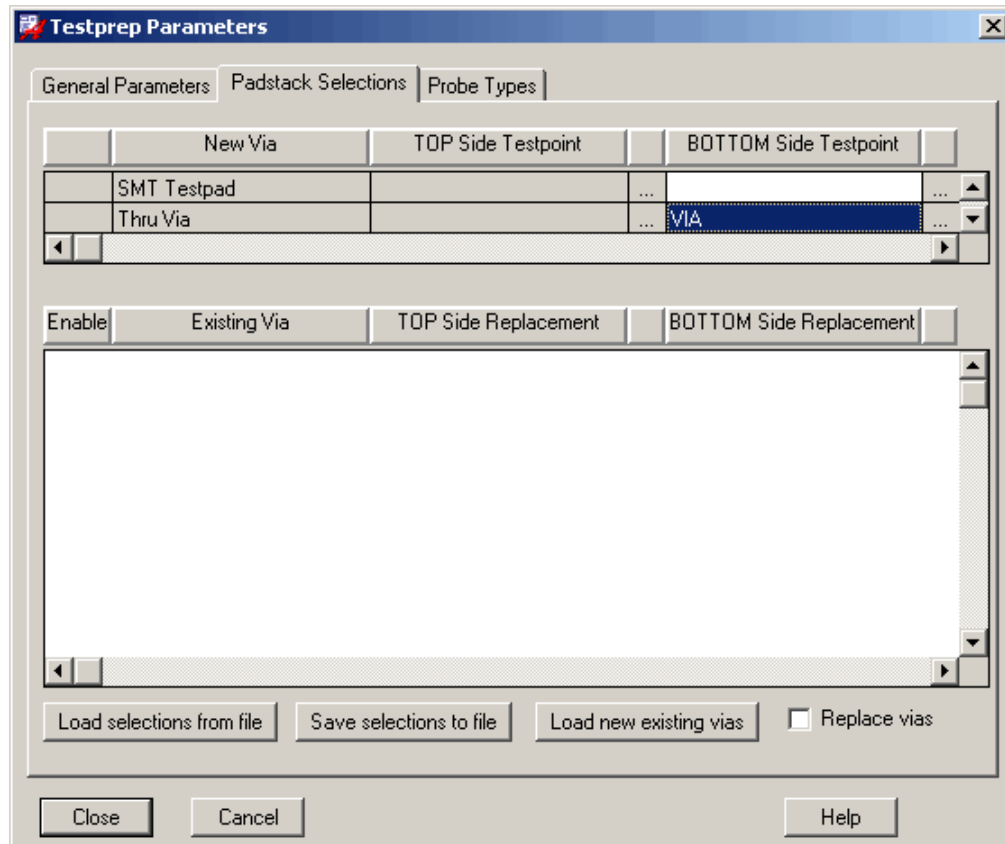 Testprep Parameters
General Parameters Padstack Selections Probe Types
New Via TOP Side Testpoint BOTTOM Side Testpoint
SMT Testpad ... ...
Thru Via ... VIA ...
Enable Existing Via TOP Side Replacement BOTTOM Side Replacement
Load selections from file Save selections to file Load new existing vias Replace vias
Close Cancel Help